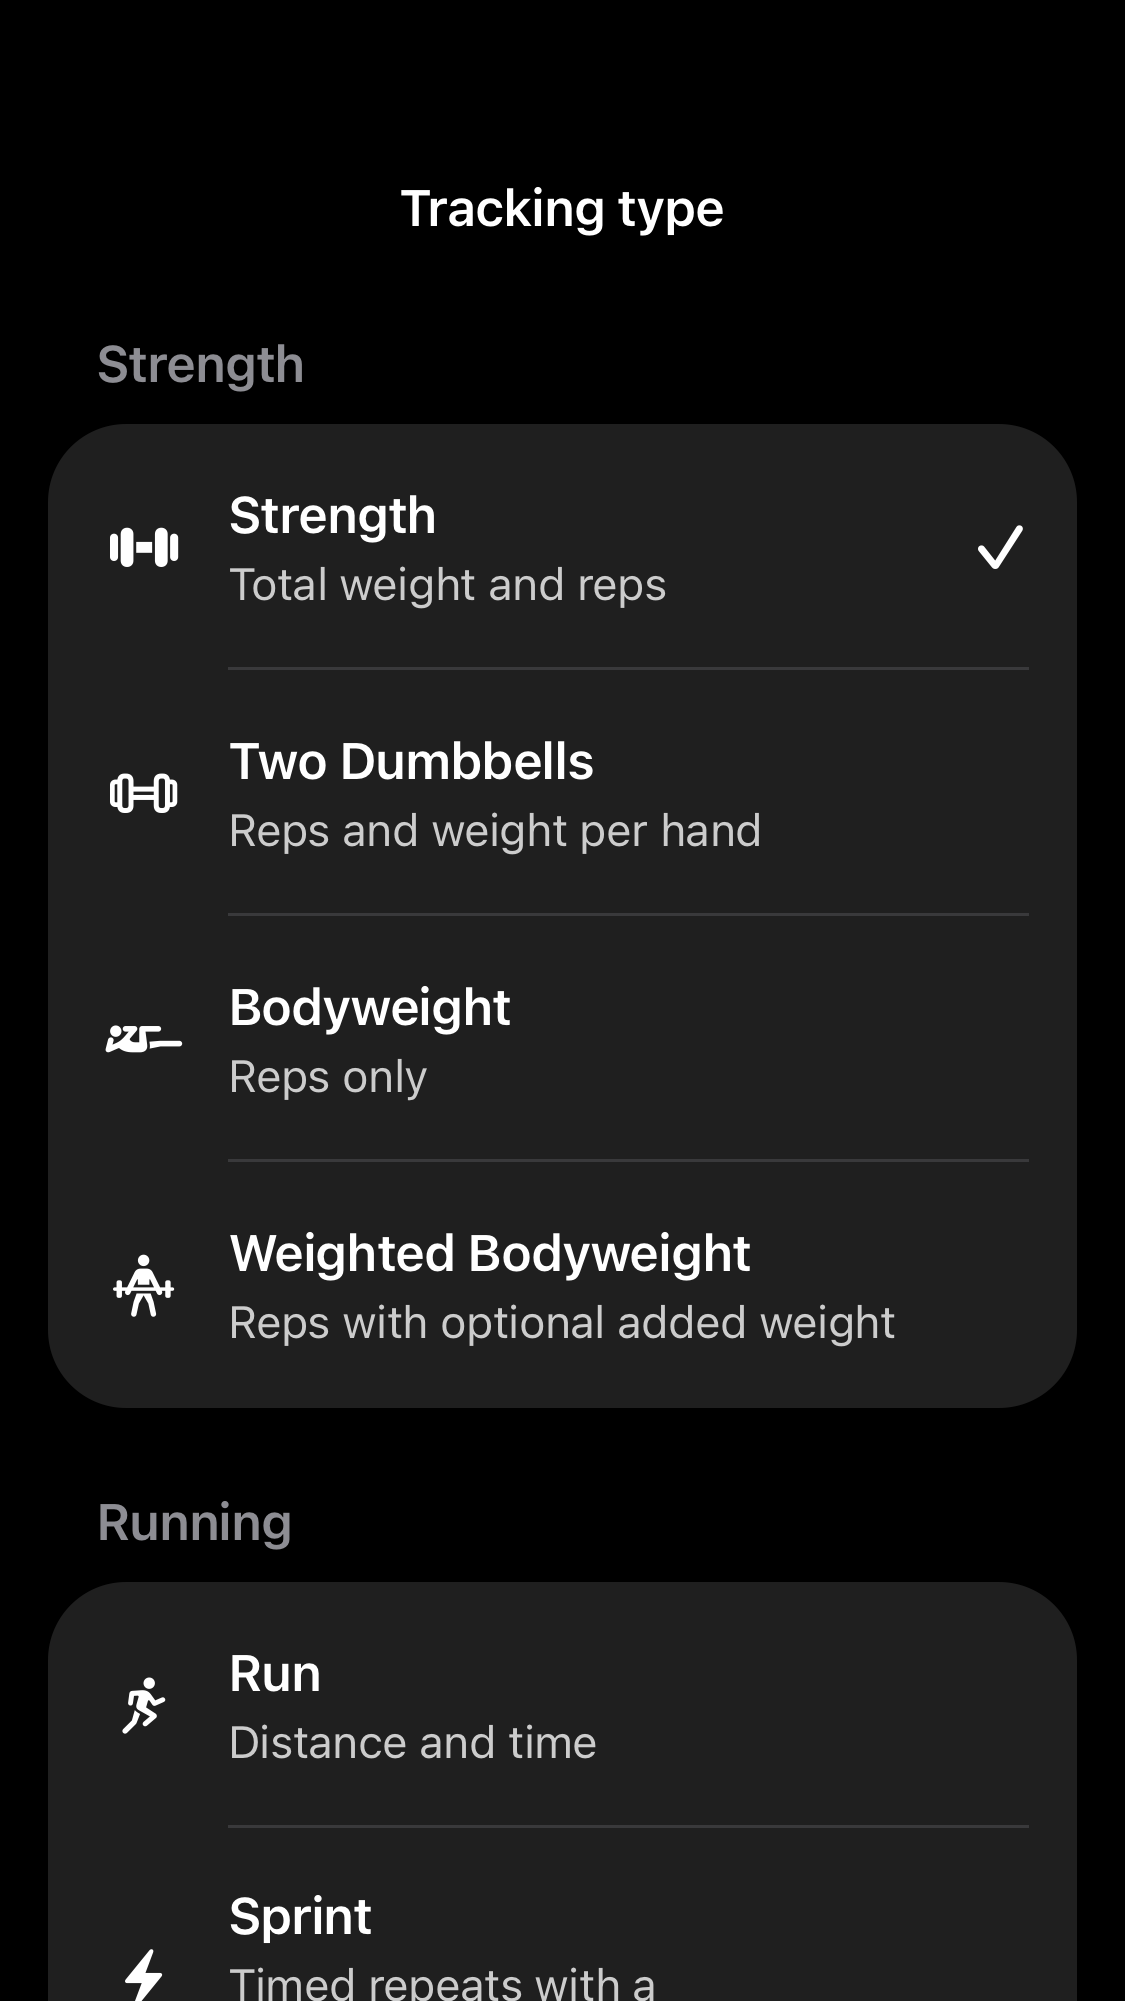 Tracking type
Strength
Strength
Total weight and reps
Two Dumbbells
Reps and weight per hand
Bodyweight
Reps only
Weighted Bodyweight
Reps with optional added weight
Running
Run
Distance and time
Sprint
Timed repeats with a